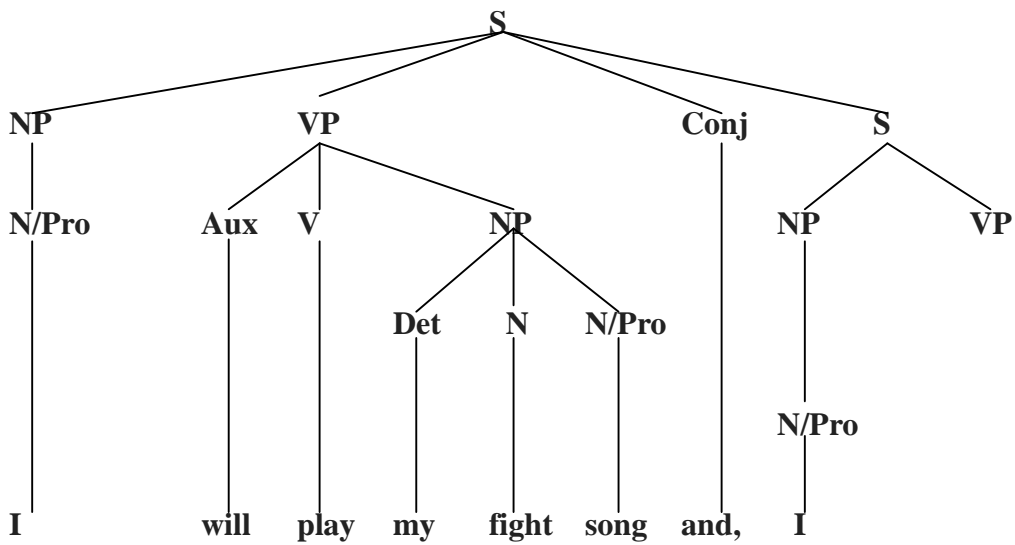 S
NP VP Conj S
N/Pro Aux V NP NP VP
Det N N/Pro
N/Pro
I will play my fight song and, I